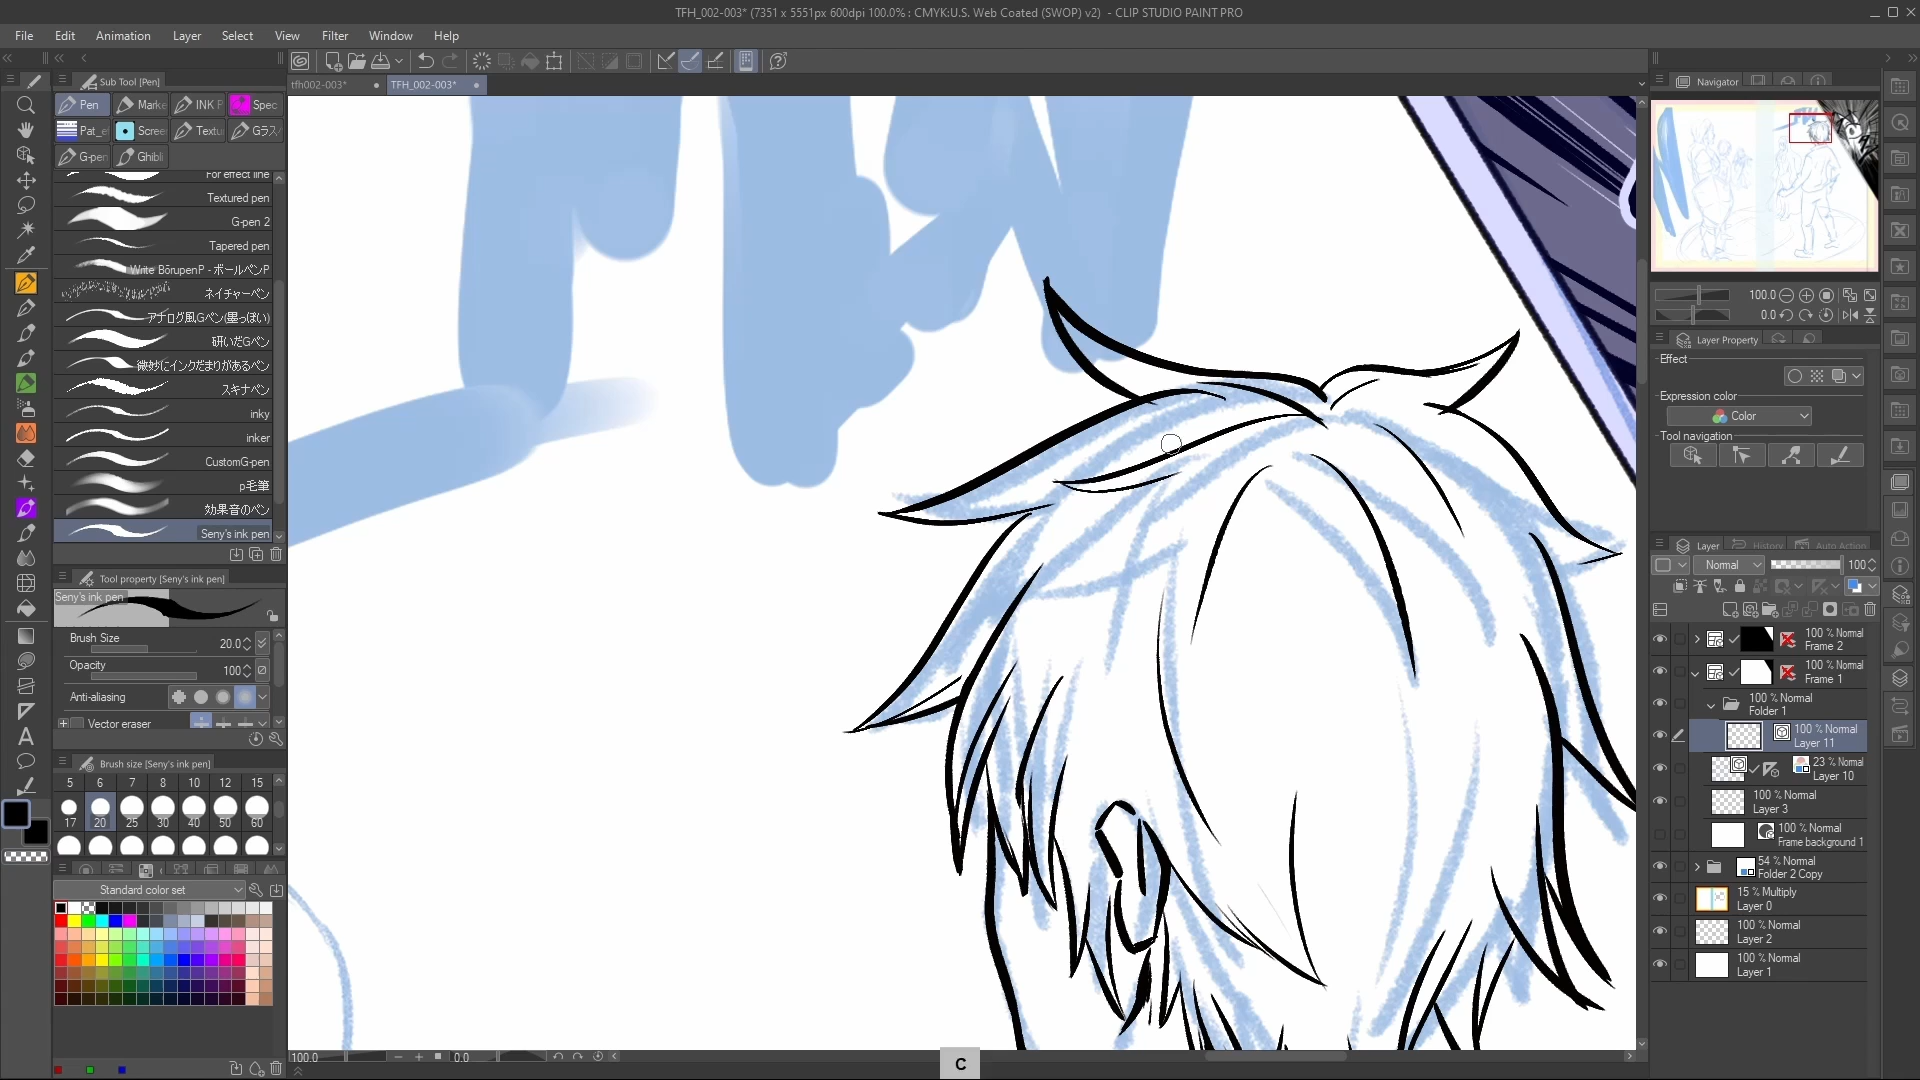 TFH_002-003* (7351 x 5551px 600dpi 100.0% : CMYK:U.S. Web Coated (SWOP) v2) - CLIP STUDIO PAINT PRO
File Edit Animation Layer Select View Filter Window Help
Sub Tool [Pen]
tfh002-003*
TFH_002-003*
Navigator
Pen Marke INK P Spec
Pat_e Scree Textu Gラス
G-pen Ghibli
For effect line
Textured pen
G-pen 2
Tapered pen
Write BōrupenP - ボールペンP
ネイチャーペン
アナログ風Gペン(墨っぽい)
研いだGペン
微妙にインクだまりがあるペン
スキナペン
inky
inker
CustomG-pen
p毛筆
効果音のペン
Seny's ink pen
Tool property [Seny's ink pen]
Seny's ink pen
Brush Size 20.0
Opacity 100
Anti-aliasing
Vector eraser
Brush size [Seny's ink pen]
5 6 7 8 10 12 15
17 20 25 30 40 50 60
Standard color set
100.0 0.0
C
100.0
0.0
Layer Property
Effect
Expression color
Color
Tool navigation
Layer History Auto Action
Normal 100
100 % Normal
Frame 2
100 % Normal
Frame 1
100 % Normal
Folder 1
100 % Normal
Layer 11
23 % Normal
Layer 10
100 % Normal
Layer 3
100 % Normal
Frame background 1
54 % Normal
Folder 2 Copy
15 % Multiply
Layer 0
100 % Normal
Layer 2
100 % Normal
Layer 1